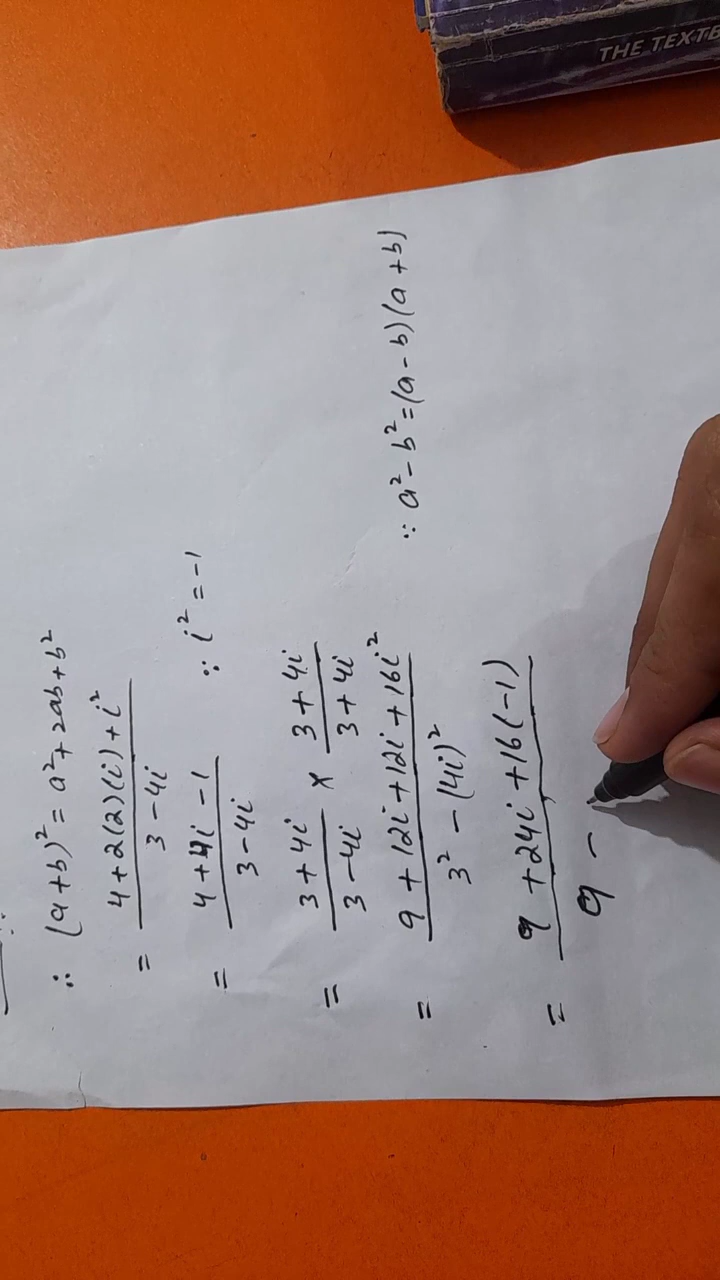 THE TEXTB
∴ (a+b)² = a²+2ab+b²
= 4+2(2)(i)+i² / 3-4i
= 4+4i-1 / 3-4i ∵ i² = -1
= 3+4i / 3-4i × 3+4i / 3+4i
= 9+12i+12i+16i² / 3²-(4i)² ∵ a²-b²=(a-b)(a+b)
= 9+24i+16(-1) / 9-